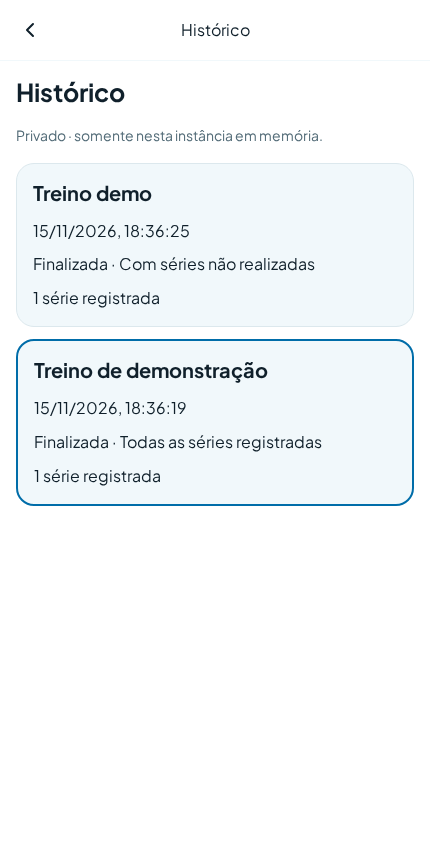 Histórico
Histórico
Privado · somente nesta instância em memória.
Treino demo
15/11/2026, 18:36:25
Finalizada · Com séries não realizadas
1 série registrada
Treino de demonstração
15/11/2026, 18:36:19
Finalizada · Todas as séries registradas
1 série registrada